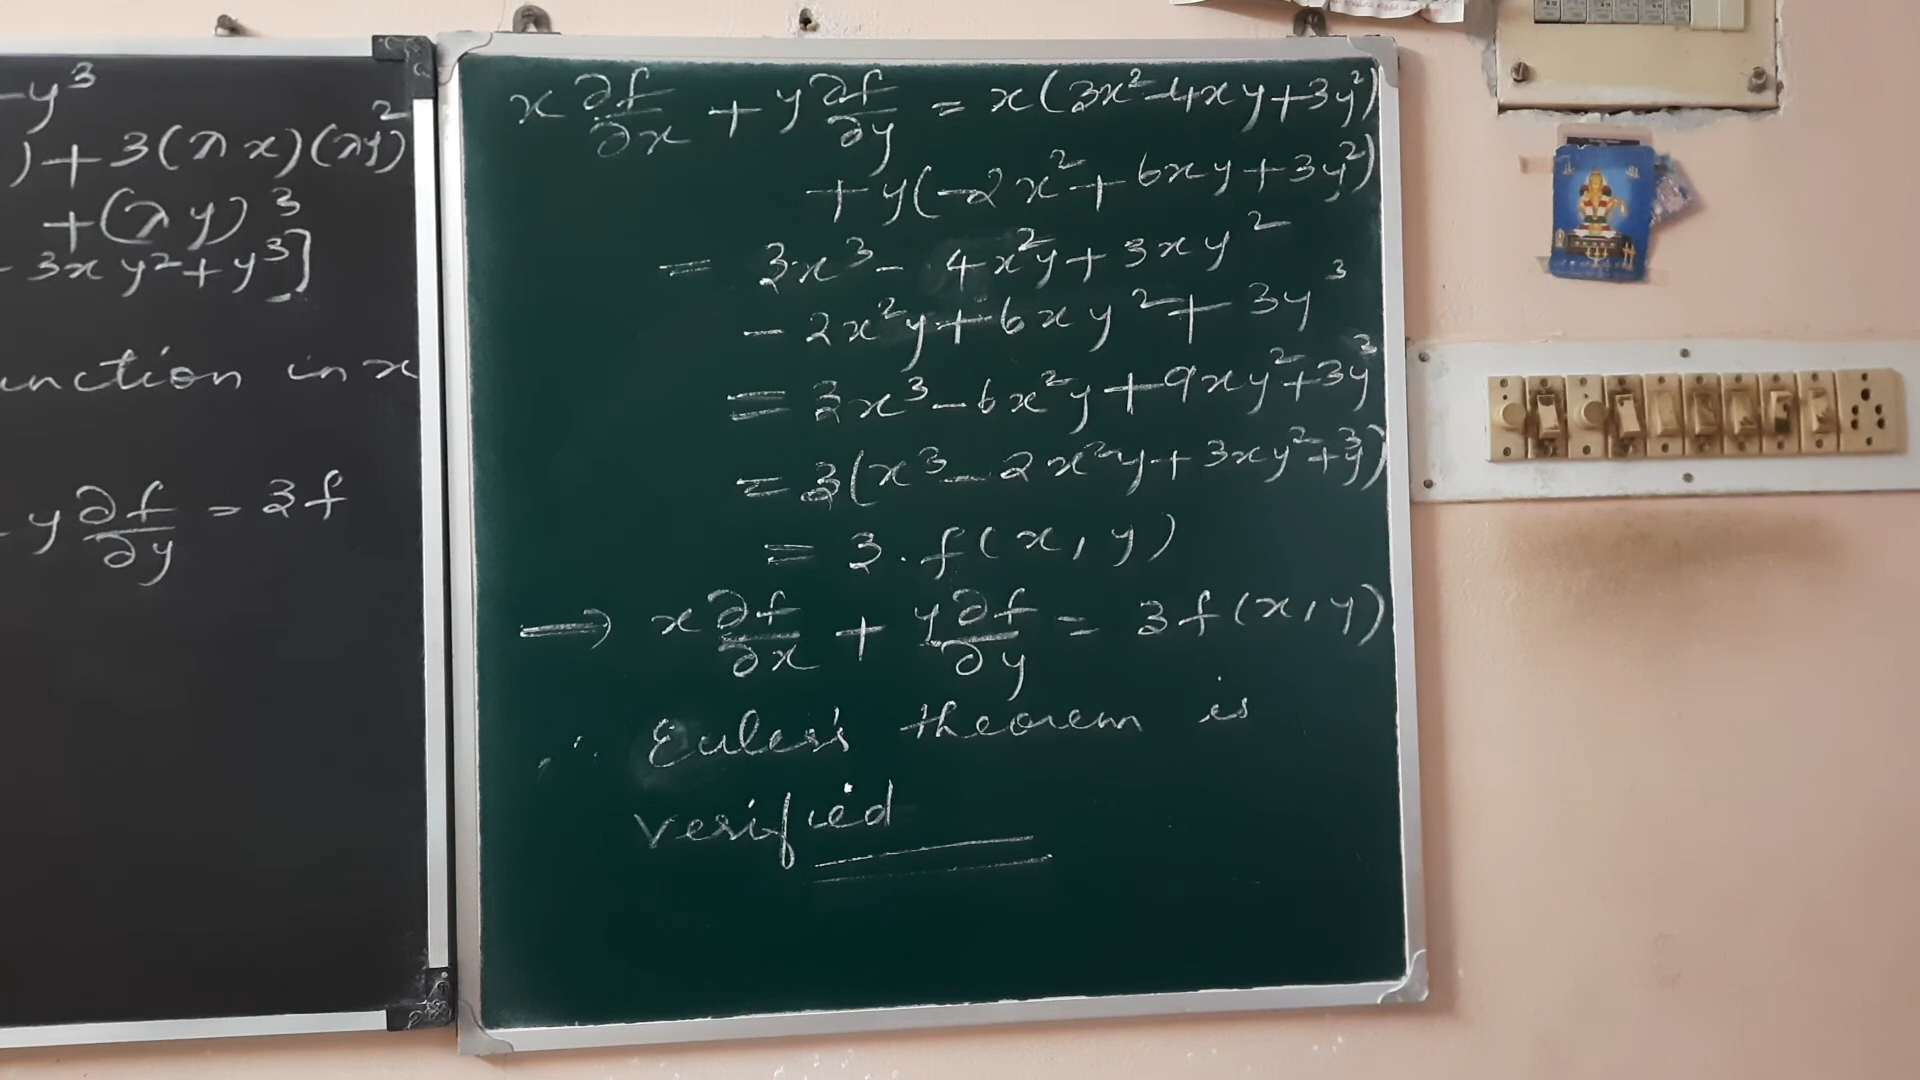 -y³
) + 3(λx)(λy)²
+ (λy)³
- 3xy² + y³]
unction in x
y ∂f/∂y = 3f
x ∂f/∂x + y ∂f/∂y = x(3x² - 4xy + 3y²)
+ y(-2x² + 6xy + 3y²)
= 3x³ - 4x²y + 3xy²
- 2x²y + 6xy² + 3y³
= 3x³ - 6x²y + 9xy² + 3y³
= 3(x³ - 2x²y + 3xy² + y³)
= 3.f(x,y)
⟹ x ∂f/∂x + y ∂f/∂y = 3f(x,y)
∴ Euler's theorem is
verified